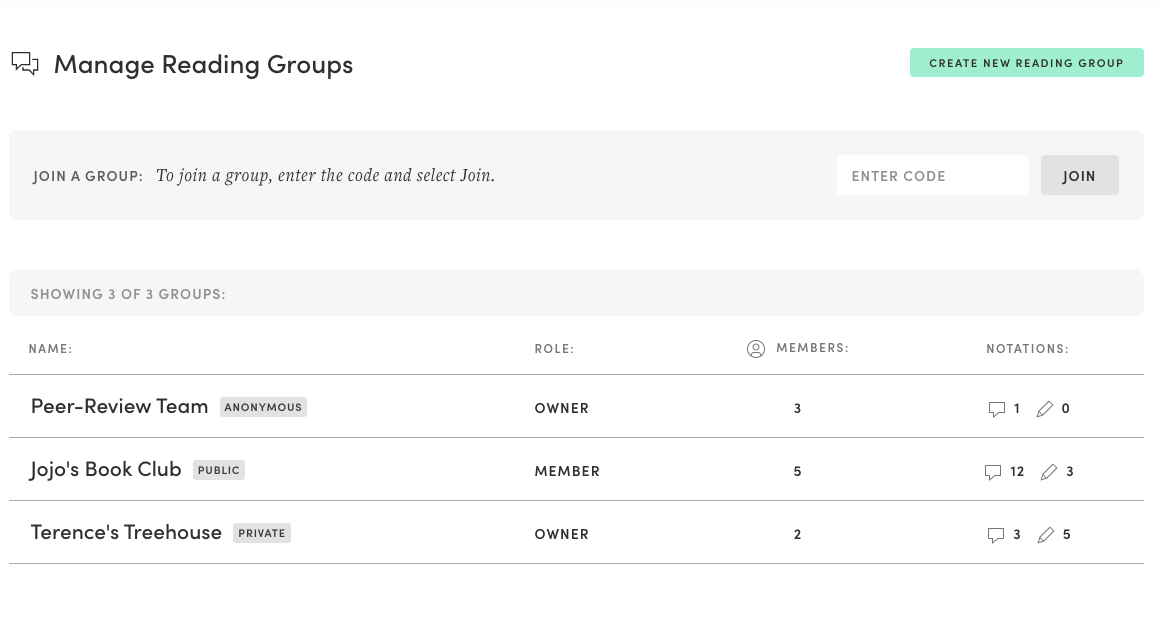 Manage Reading Groups
CREATE NEW READING GROUP
JOIN A GROUP: To join a group, enter the code and select Join.
ENTER CODE
JOIN
SHOWING 3 OF 3 GROUPS:
NAME: ROLE: MEMBERS: NOTATIONS:
Peer-Review Team ANONYMOUS OWNER 3 1 0
Jojo's Book Club PUBLIC MEMBER 5 12 3
Terence's Treehouse PRIVATE OWNER 2 3 5